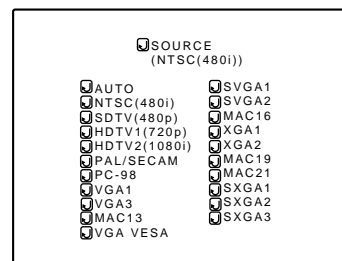 SOURCE
(NTSC(480i))
AUTO
NTSC(480i)
SDTV(480p)
HDTV1(720p)
HDTV2(1080i)
PAL/SECAM
PC-98
VGA1
VGA3
MAC13
VGA VESA
SVGA1
SVGA2
MAC16
XGA1
XGA2
MAC19
MAC21
SXGA1
SXGA2
SXGA3